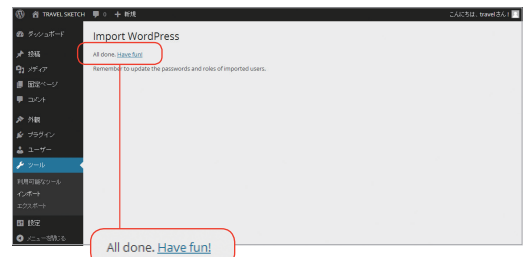 TRAVEL SKETCH 0 + 新規 こんにちは、travelさん!
ダッシュボード
投稿
メディア
固定ページ
コメント
外観
プラグイン
ユーザー
ツール
利用可能なツール
インポート
エクスポート
設定
メニューを閉じる
Import WordPress
All done. Have fun!
Remember to update the passwords and roles of imported users.
All done. Have fun!